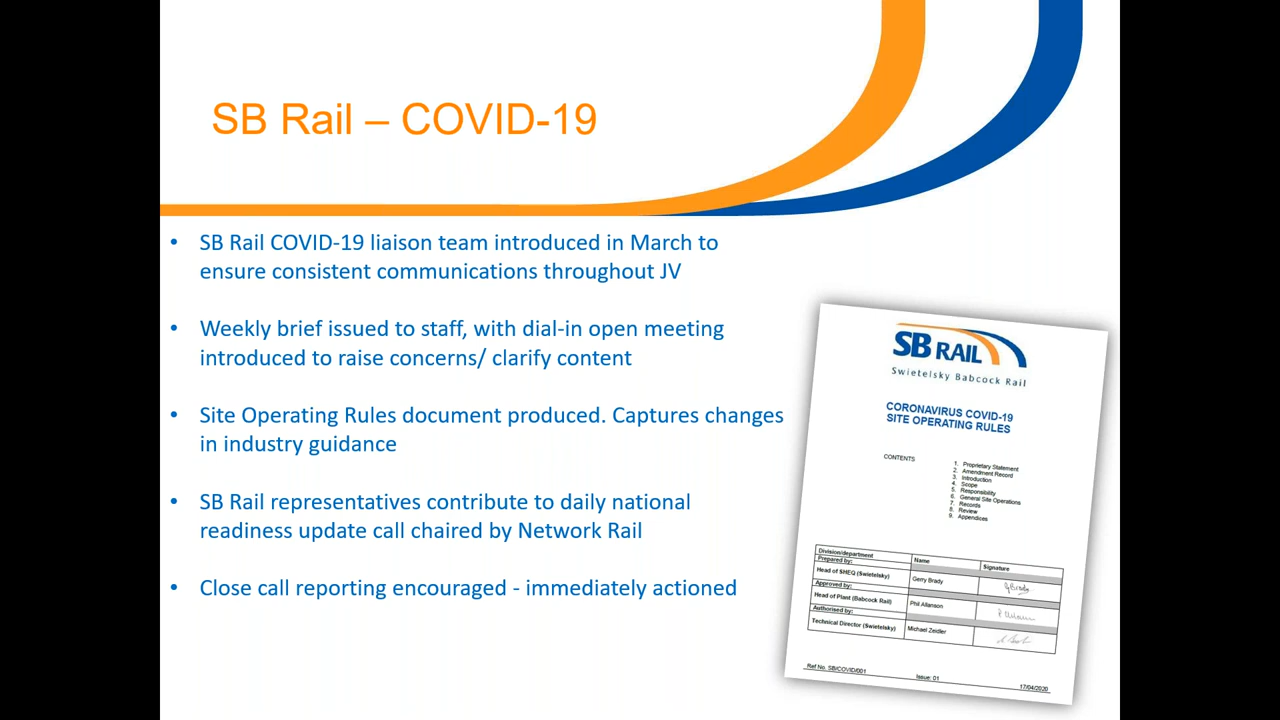 SB Rail – COVID-19
• SB Rail COVID-19 liaison team introduced in March to
ensure consistent communications throughout JV
• Weekly brief issued to staff, with dial-in open meeting
introduced to raise concerns/ clarify content
• Site Operating Rules document produced. Captures changes
in industry guidance
• SB Rail representatives contribute to daily national
readiness update call chaired by Network Rail
• Close call reporting encouraged - immediately actioned
SB RAIL
Swietelsky Babcock Rail
CORONAVIRUS COVID-19
SITE OPERATING RULES
CONTENTS
1. Proprietary Statement
2. Amendment Record
3. Introduction
4. Scope
5. Responsibility
6. General Site Operations
7. Records
8. Review
9. Appendices
Division/department Name Signature
Prepared by:
Head of SHEQ (Swietelsky) Gerry Brady
Approved by:
Head of Plant (Babcock Rail) Phil Allanson
Authorised by:
Technical Director (Swietelsky) Michael Zeidler
Ref No. SB/COVID/001 Issue: 01 17/04/2020